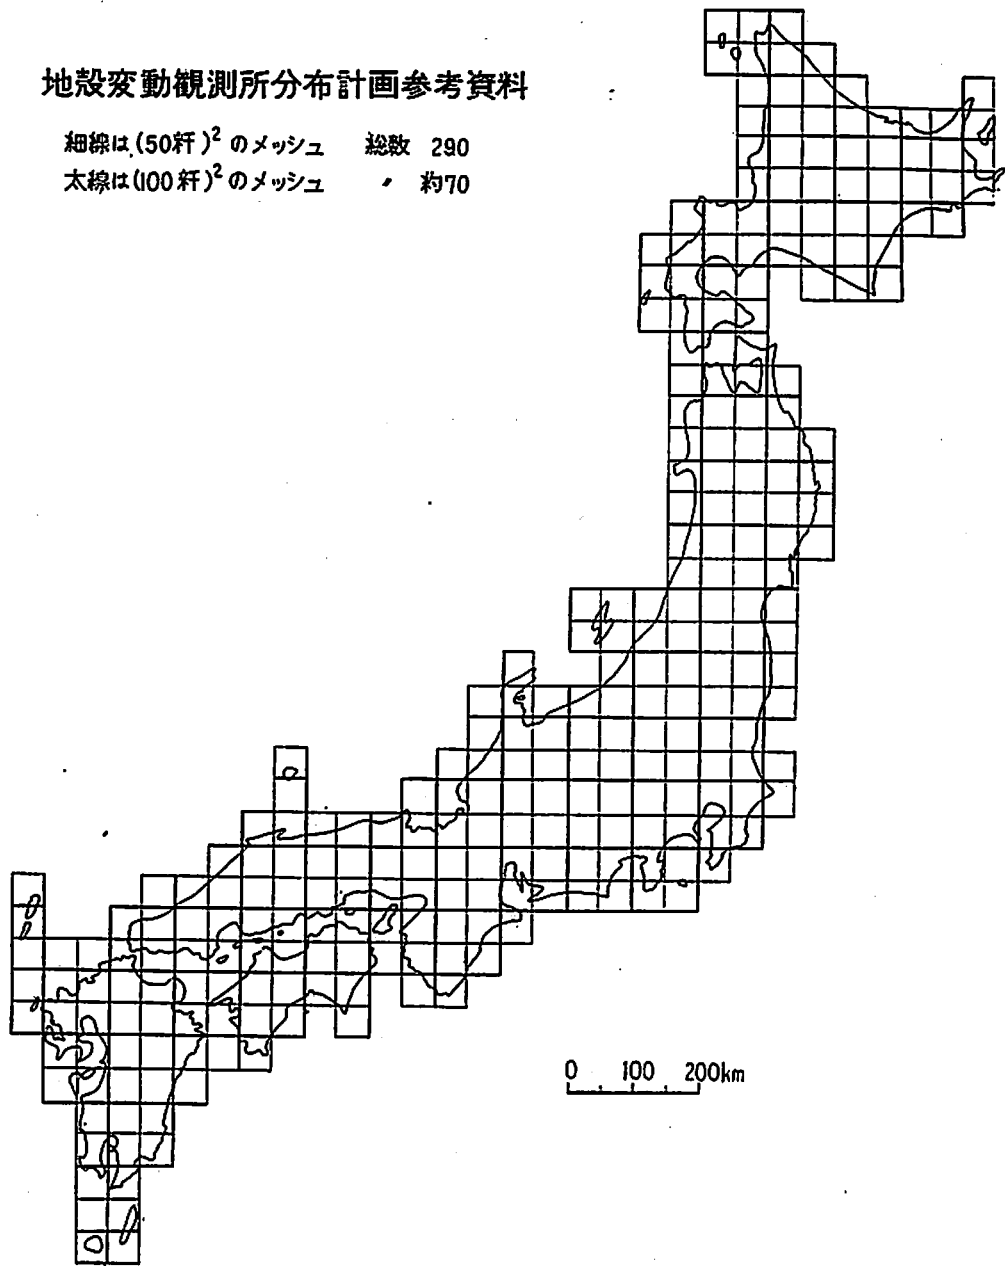 地殻変動観測所分布計画参考資料
細線は(50粁)² のメッシュ 総数 290
太線は(100粁)² のメッシュ 〃 約70
0 100 200km